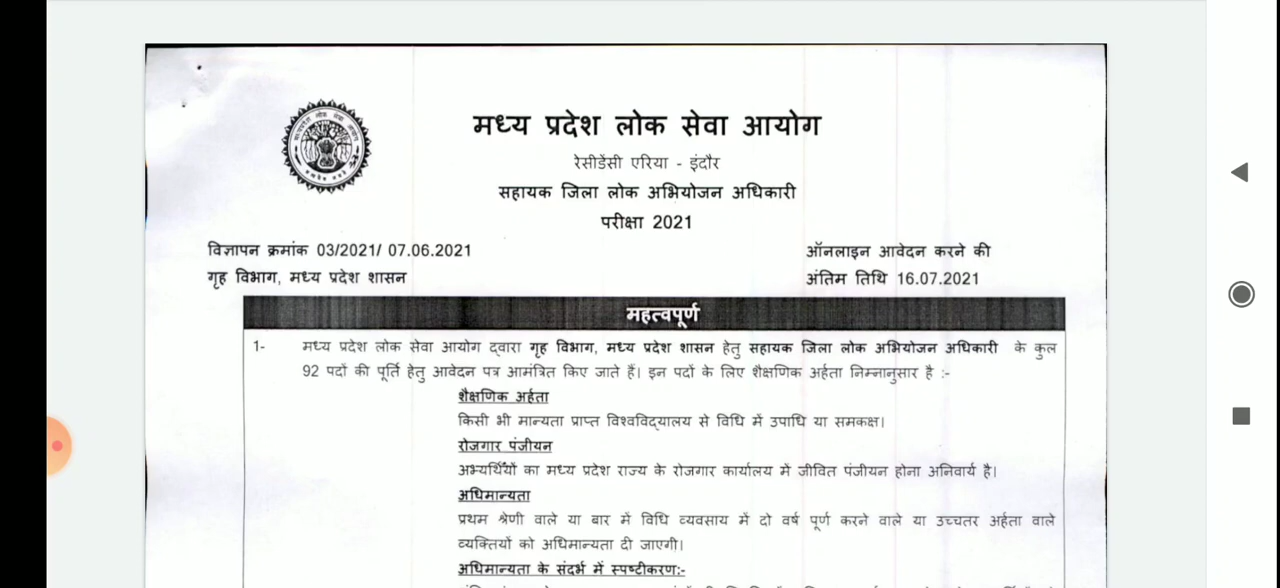 मध्य प्रदेश लोक सेवा आयोग
रेसीडेंसी एरिया - इंदौर
सहायक जिला लोक अभियोजन अधिकारी
परीक्षा 2021
विज्ञापन क्रमांक 03/2021/ 07.06.2021
ऑनलाइन आवेदन करने की
गृह विभाग, मध्य प्रदेश शासन
अंतिम तिथि 16.07.2021
महत्वपूर्ण
1- मध्य प्रदेश लोक सेवा आयोग द्वारा गृह विभाग, मध्य प्रदेश शासन हेतु सहायक जिला लोक अभियोजन अधिकारी के कुल
92 पदों की पूर्ति हेतु आवेदन पत्र आमंत्रित किए जाते हैं। इन पदों के लिए शैक्षणिक अर्हता निम्नानुसार है :-
शैक्षणिक अर्हता
किसी भी मान्यता प्राप्त विश्वविद्यालय से विधि में उपाधि या समकक्ष।
रोजगार पंजीयन
अभ्यर्थियों का मध्य प्रदेश राज्य के रोजगार कार्यालय में जीवित पंजीयन होना अनिवार्य है।
अधिमान्यता
प्रथम श्रेणी वाले या बार में विधि व्यवसाय में दो वर्ष पूर्ण करने वाले या उच्चतर अर्हता वाले
व्यक्तियों को अधिमान्यता दी जाएगी।
अधिमान्यता के संदर्भ में स्पष्टीकरण:-